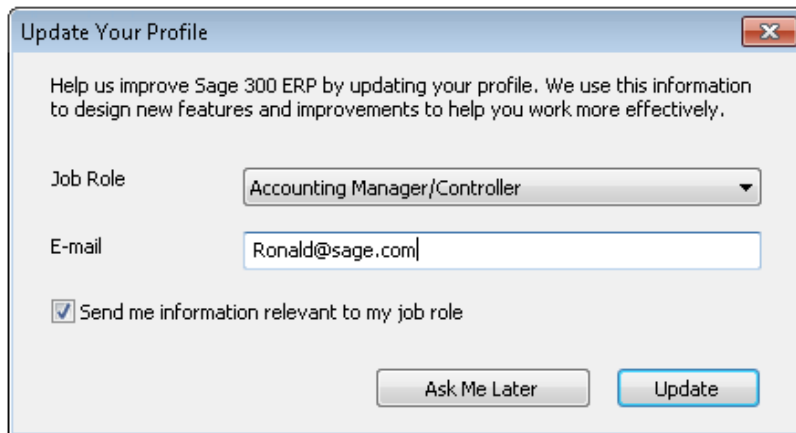 Update Your Profile
Help us improve Sage 300 ERP by updating your profile. We use this information
to design new features and improvements to help you work more effectively.
Job Role
Accounting Manager/Controller
E-mail
Ronald@sage.com
Send me information relevant to my job role
Ask Me Later
Update